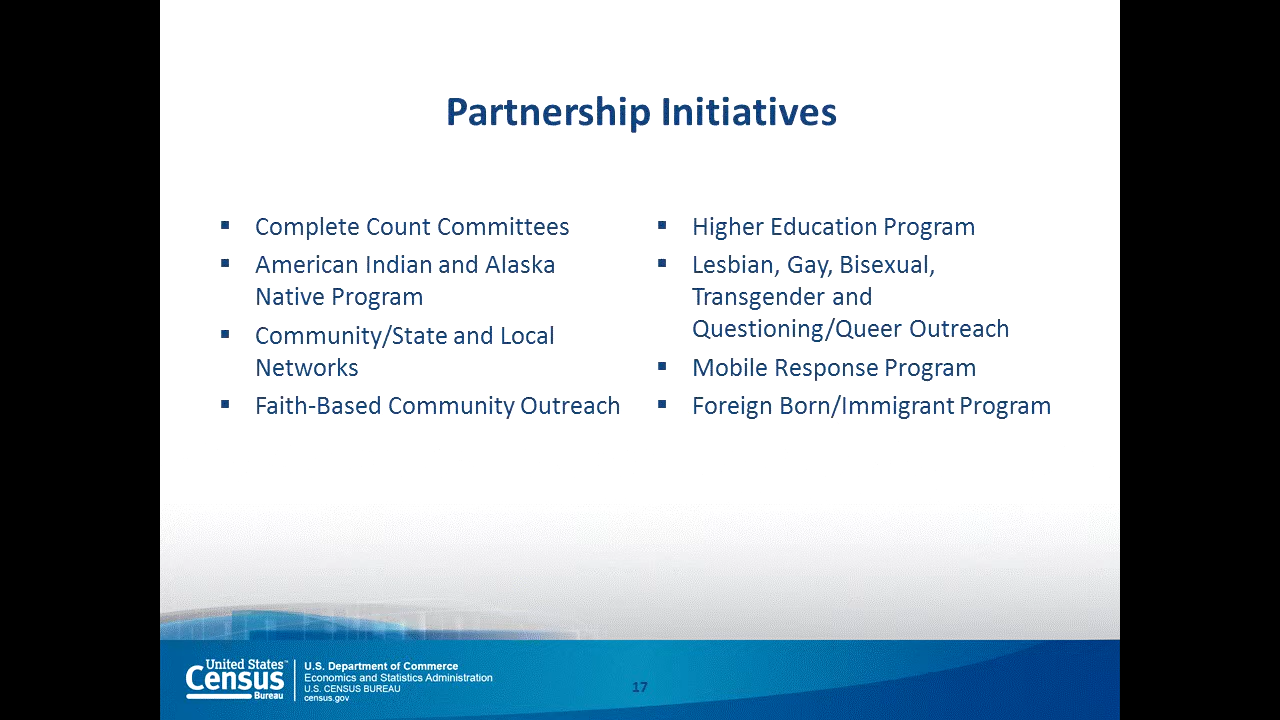 Partnership Initiatives
▪ Complete Count Committees
▪ American Indian and Alaska
Native Program
▪ Community/State and Local
Networks
▪ Faith-Based Community Outreach
▪ Higher Education Program
▪ Lesbian, Gay, Bisexual,
Transgender and
Questioning/Queer Outreach
▪ Mobile Response Program
▪ Foreign Born/Immigrant Program
United States™
Census
Bureau
U.S. Department of Commerce
Economics and Statistics Administration
U.S. CENSUS BUREAU
census.gov
17